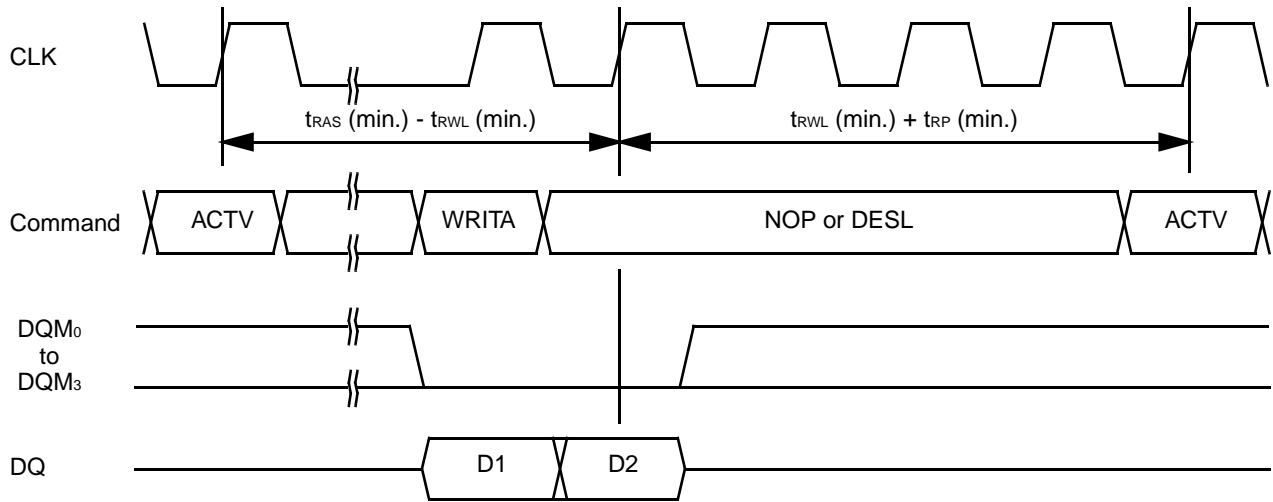 CLK
tRAS (min.) - tRWL (min.)
tRWL (min.) + tRP (min.)
Command
ACTV
WRITA
NOP or DESL
ACTV
DQM0
to
DQM3
DQ
D1
D2